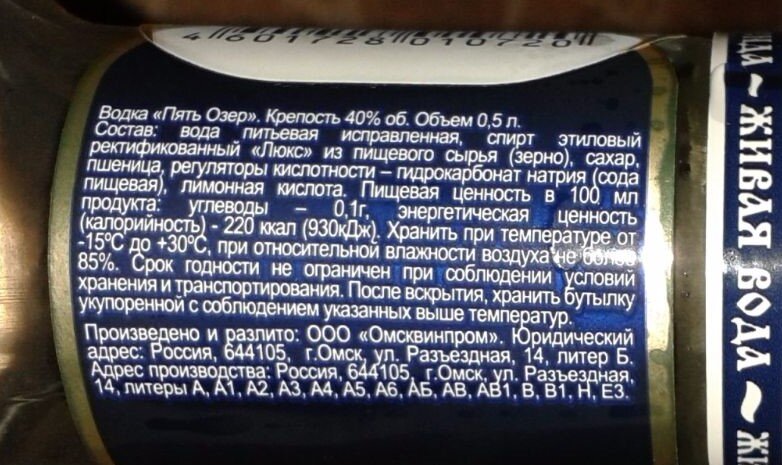 4601728010720
Водка «Пять Озер». Крепость 40% об. Объем 0,5 л.
Состав: вода питьевая исправленная, спирт этиловый
ректификованный «Люкс» из пищевого сырья (зерно), сахар,
пшеница, регуляторы кислотности – гидрокарбонат натрия (сода
пищевая), лимонная кислота. Пищевая ценность в 100 мл
продукта: углеводы – 0,1г, энергетическая ценность
(калорийность) - 220 ккал (930кДж). Хранить при температуре от
-15°С до +30°С, при относительной влажности воздуха не более
85%. Срок годности не ограничен при соблюдении условий
хранения и транспортирования. После вскрытия, хранить бутылку
укупоренной с соблюдением указанных выше температур.
Произведено и разлито: ООО «Омсквинпром». Юридический
адрес: Россия, 644105, г.Омск, ул. Разъездная, 14, литер Б.
Адрес производства: Россия, 644105, г.Омск, ул. Разъездная,
14, литеры А, А1, А2, А3, А4, А5, А6, АБ, АВ, АВ1, В, В1, Н, Е3.
ЖИВАЯ ВОДА